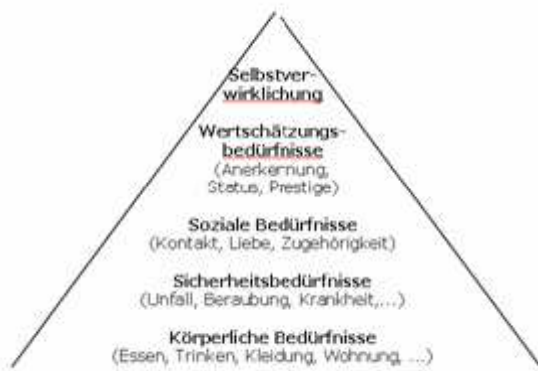 Selbstver-
wirklichung
Wertschätzungs-
bedürfnisse
(Anerkennung,
Status, Prestige)
Soziale Bedürfnisse
(Kontakt, Liebe, Zugehörigkeit)
Sicherheitsbedürfnisse
(Unfall, Beraubung, Krankheit,...)
Körperliche Bedürfnisse
(Essen, Trinken, Kleidung, Wohnung, ...)